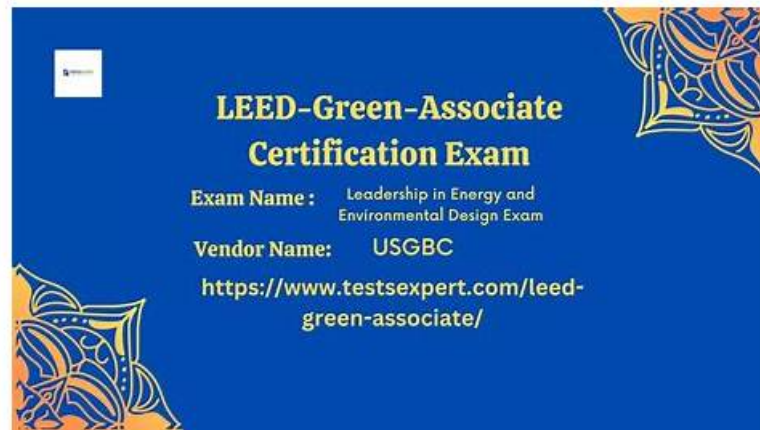 LEED-Green-Associate
Certification Exam
Exam Name :
Leadership in Energy and
Environmental Design Exam
Vendor Name:
USGBC
https://www.testsexpert.com/leed-
green-associate/